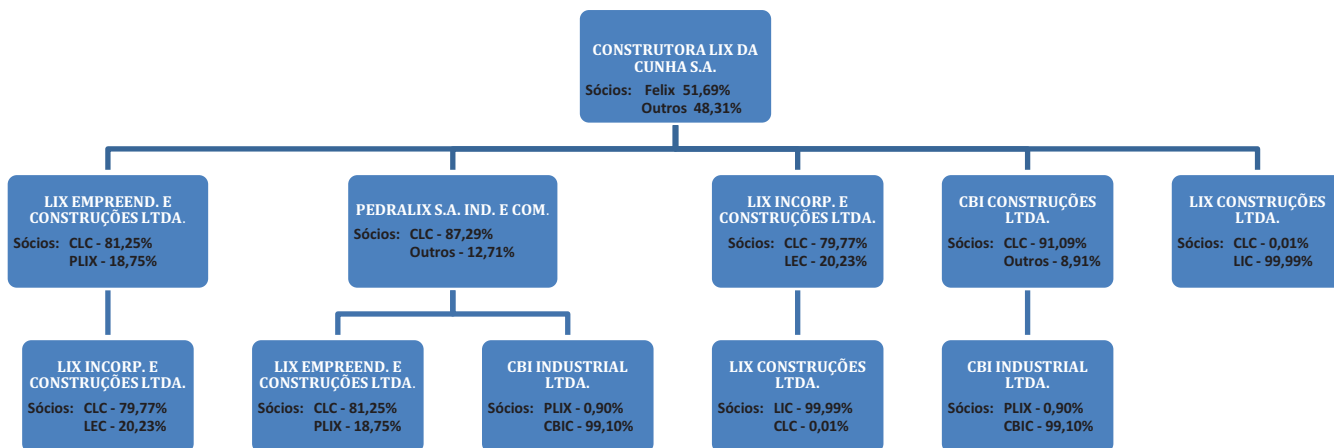 CONSTRUTORA LIX DA
CUNHA S.A.
Sócios: Felix 51,69%
Outros 48,31%
LIX EMPREEND. E
CONSTRUÇÕES LTDA.
Sócios: CLC - 81,25%
PLIX - 18,75%
PEDRALIX S.A. IND. E COM.
Sócios: CLC - 87,29%
Outros - 12,71%
LIX INCORP. E
CONSTRUÇÕES LTDA.
Sócios: CLC - 79,77%
LEC - 20,23%
CBI CONSTRUÇÕES
LTDA.
Sócios: CLC - 91,09%
Outros - 8,91%
LIX CONSTRUÇÕES
LTDA.
Sócios: CLC - 0,01%
LIC - 99,99%
LIX INCORP. E
CONSTRUÇÕES LTDA.
Sócios: CLC - 79,77%
LEC - 20,23%
LIX EMPREEND. E
CONSTRUÇÕES LTDA.
Sócios: CLC - 81,25%
PLIX - 18,75%
CBI INDUSTRIAL
LTDA.
Sócios: PLIX - 0,90%
CBIC - 99,10%
LIX CONSTRUÇÕES
LTDA.
Sócios: LIC - 99,99%
CLC - 0,01%
CBI INDUSTRIAL
LTDA.
Sócios: PLIX - 0,90%
CBIC - 99,10%